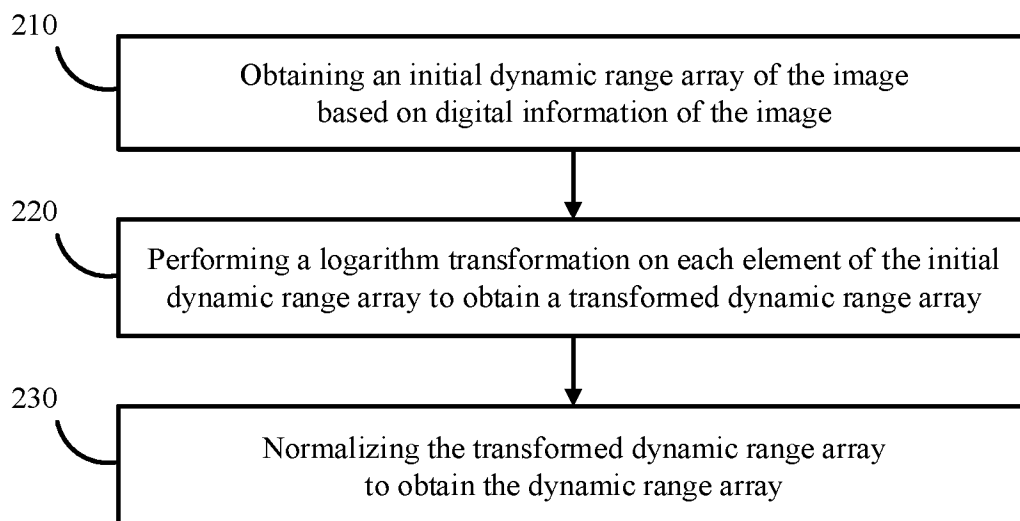 210
Obtaining an initial dynamic range array of the image
based on digital information of the image
220
Performing a logarithm transformation on each element of the initial
dynamic range array to obtain a transformed dynamic range array
230
Normalizing the transformed dynamic range array
to obtain the dynamic range array